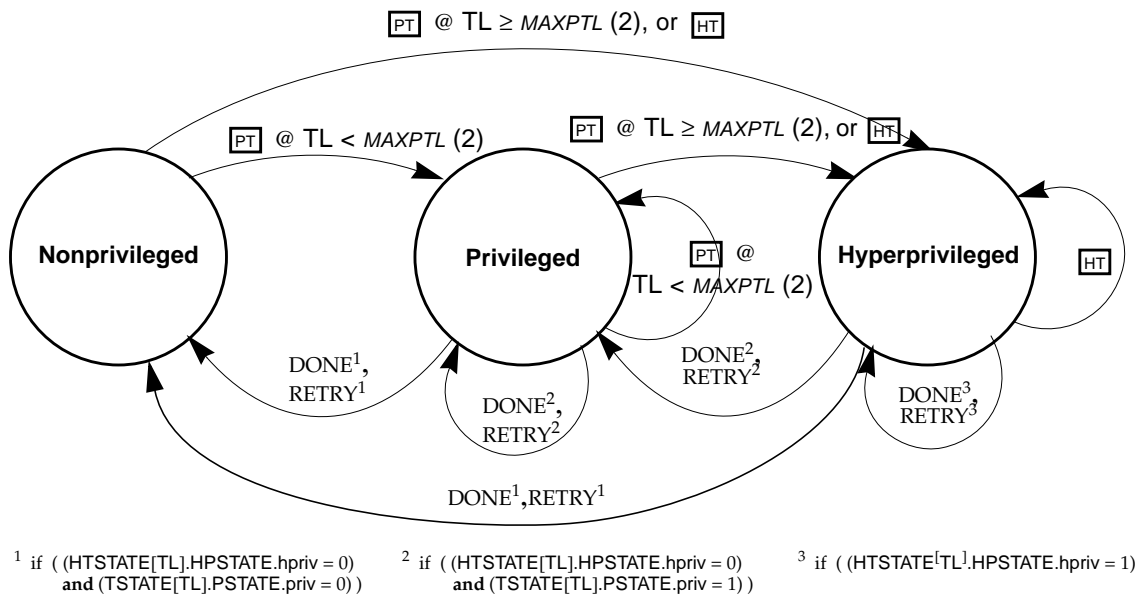 PT @ TL ≥ MAXPTL (2), or HT
PT @ TL < MAXPTL (2)
PT @ TL ≥ MAXPTL (2), or HT
Nonprivileged
Privileged
Hyperprivileged
PT @
TL < MAXPTL (2)
HT
DONE¹,
RETRY¹
DONE²,
RETRY²
DONE²,
RETRY²
DONE³,
RETRY³
DONE¹,RETRY¹
¹ if ( (HTSTATE[TL].HPSTATE.hpriv = 0)
and (TSTATE[TL].PSTATE.priv = 0) )
² if ( (HTSTATE[TL].HPSTATE.hpriv = 0)
and (TSTATE[TL].PSTATE.priv = 1) )
³ if ( (HTSTATE[TL].HPSTATE.hpriv = 1)